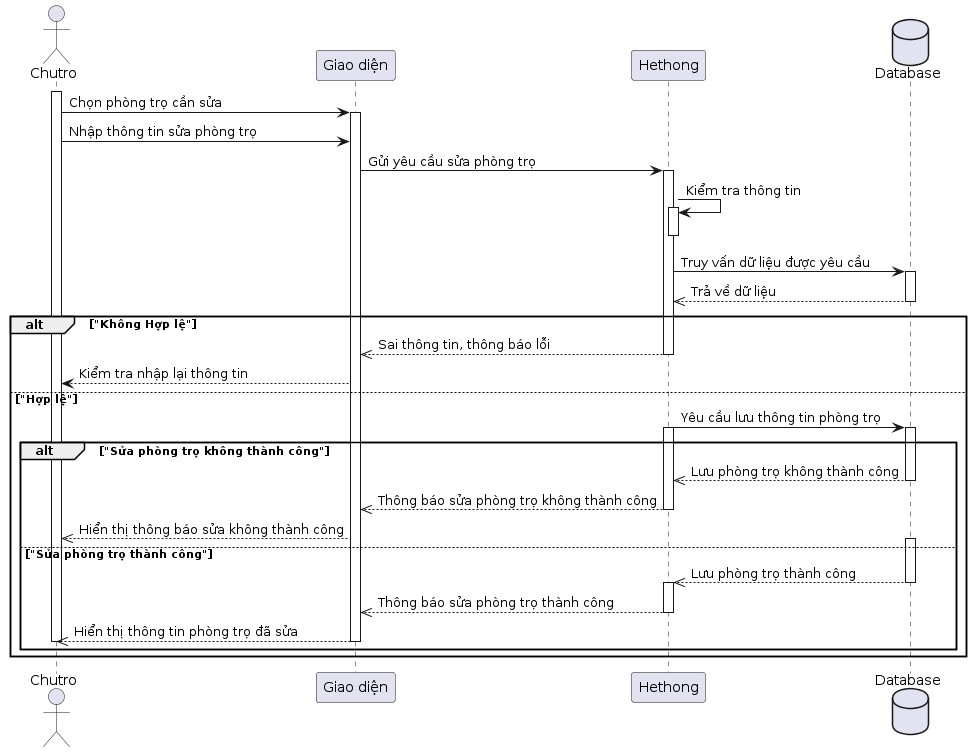 Chutro
Giao diện
Hethong
Database
Chọn phòng trọ cần sửa
Nhập thông tin sửa phòng trọ
Gửi yêu cầu sửa phòng trọ
Kiểm tra thông tin
Truy vấn dữ liệu được yêu cầu
Trả về dữ liệu
alt ["Không Hợp lệ"]
Sai thông tin, thông báo lỗi
Kiểm tra nhập lại thông tin
["Hợp lệ"]
Yêu cầu lưu thông tin phòng trọ
alt ["Sửa phòng trọ không thành công"]
Lưu phòng trọ không thành công
Thông báo sửa phòng trọ không thành công
Hiển thị thông báo sửa không thành công
["Sửa phòng trọ thành công"]
Lưu phòng trọ thành công
Thông báo sửa phòng trọ thành công
Hiển thị thông tin phòng trọ đã sửa
Chutro
Giao diện
Hethong
Database